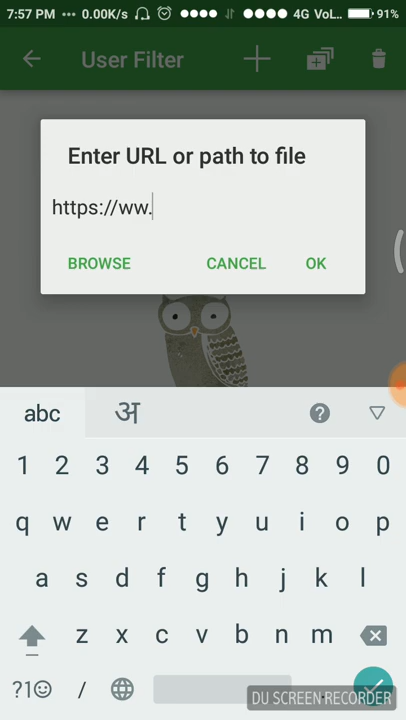 7:57 PM ••• 0.00K/s 4G VoL.. 91%
User Filter
Enter URL or path to file
https://ww.
BROWSE CANCEL OK
abc अ ?
1 2 3 4 5 6 7 8 9 0
q w e r t y u i o p
a s d f g h j k l
z x c v b n m
?1☺ /
DU SCREEN RECORDER